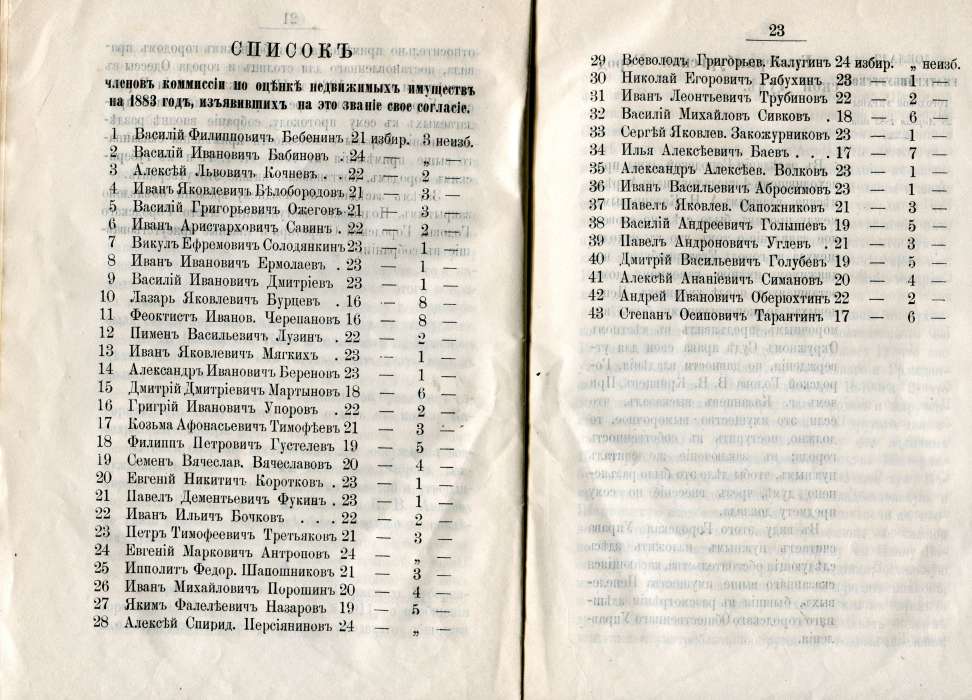 СПИСОКЪ
членовъ коммиссіи по оцѣнкѣ недвижимыхъ имуществъ
на 1883 годъ, изъявившихъ на это званіе свое согласіе.
1 Василій Филипповичъ Бебенинъ 21 избир. 3 неизб.
2 Василій Ивановичъ Бабиновъ . 24 — „ —
3 Алексѣй Львовичъ Кочневъ . . 22 — 2 —
4 Иванъ Яковлевичъ Бѣлобородовъ 21 — 3 —
5 Василій Григорьевичъ Ожеговъ 21 — 3 —
6 Иванъ Аристарховичъ Савинъ . 22 — 2 —
7 Викулъ Ефремовичъ Солодянкинъ 23 — 1 —
8 Иванъ Ивановичъ Ермолаевъ . 23 — 1 —
9 Василій Ивановичъ Дмитріевъ 23 — 1 —
10 Лазарь Яковлевичъ Бурцевъ . 16 — 8 —
11 Феоктистъ Иванов. Черепановъ 16 — 8 —
12 Пименъ Васильевичъ Лузинъ . 22 — 2 —
13 Иванъ Яковлевичъ Мягкихъ . 23 — 1 —
14 Александръ Ивановичъ Береновъ 23 — 1 —
15 Дмитрій Дмитріевичъ Мартыновъ 18 — 6 —
16 Григрій Ивановичъ Упоровъ . 22 — 2 —
17 Козьма Афонасьевичъ Тимофѣевъ 21 — 3 —
18 Филиппъ Петровичъ Густелевъ 19 — 5 —
19 Семенъ Вячеслав. Вячеславовъ 20 — 4 —
20 Евгеній Никитичъ Коротковъ . 23 — 1 —
21 Павелъ Дементьевичъ Фукинъ . 23 — 1 —
22 Иванъ Ильичъ Бочковъ . . . 22 — 2 —
23 Петръ Тимофеевичъ Третьяковъ 21 — 3 —
24 Евгеній Марковичъ Антроповъ 24 — „ —
25 Ипполитъ Федор. Шапошниковъ 21 — 3 —
26 Иванъ Михайловичъ Порошинъ 20 — 4 —
27 Якимъ Фалелѣевичъ Назаровъ 19 — 5 —
28 Алексѣй Спирид. Персіяниновъ 24 — „ —
23
29 Всеволодъ Григорьев. Калугинъ 24 избир. „ неизб.
30 Николай Егоровичъ Рябухинъ 23 — 1 —
31 Иванъ Леонтьевичъ Трубиновъ 22 — 2 —
32 Василій Михайловъ Сивковъ . 18 — 6 —
33 Сергѣй Яковлев. Закожурниковъ 23 — 1 —
34 Илья Алексѣевичъ Баевъ . . . 17 — 7 —
35 Александръ Алексѣев. Волковъ 23 — 1 —
36 Иванъ Васильевичъ Абросимовъ 23 — 1 —
37 Павелъ Яковлев. Сапожниковъ 21 — 3 —
38 Василій Андреевичъ Голышевъ 19 — 5 —
39 Павелъ Андроновичъ Углевъ . 21 — 3 —
40 Дмитрій Васильевичъ Голубевъ 19 — 5 —
41 Алексѣй Ананіевичъ Симановъ 20 — 4 —
42 Андрей Ивановичъ Оберюхтинъ 22 — 2 —
43 Степанъ Осиповичъ Тарантинъ 17 — 6 —